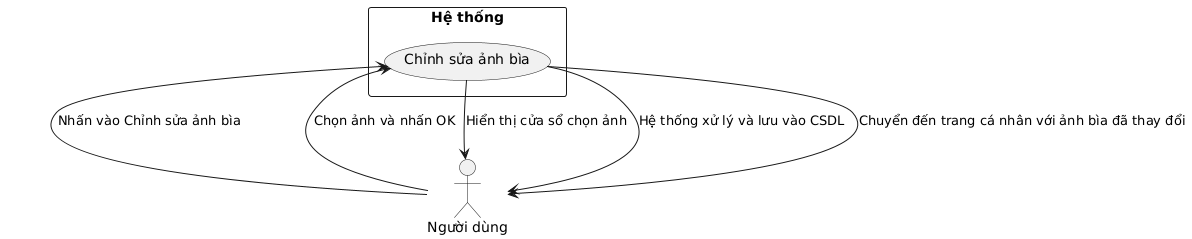 Hệ thống
Chỉnh sửa ảnh bìa
Nhấn vào Chỉnh sửa ảnh bìa
Chọn ảnh và nhấn OK
Hiển thị cửa sổ chọn ảnh
Hệ thống xử lý và lưu vào CSDL
Chuyển đến trang cá nhân với ảnh bìa đã thay đổi
Người dùng